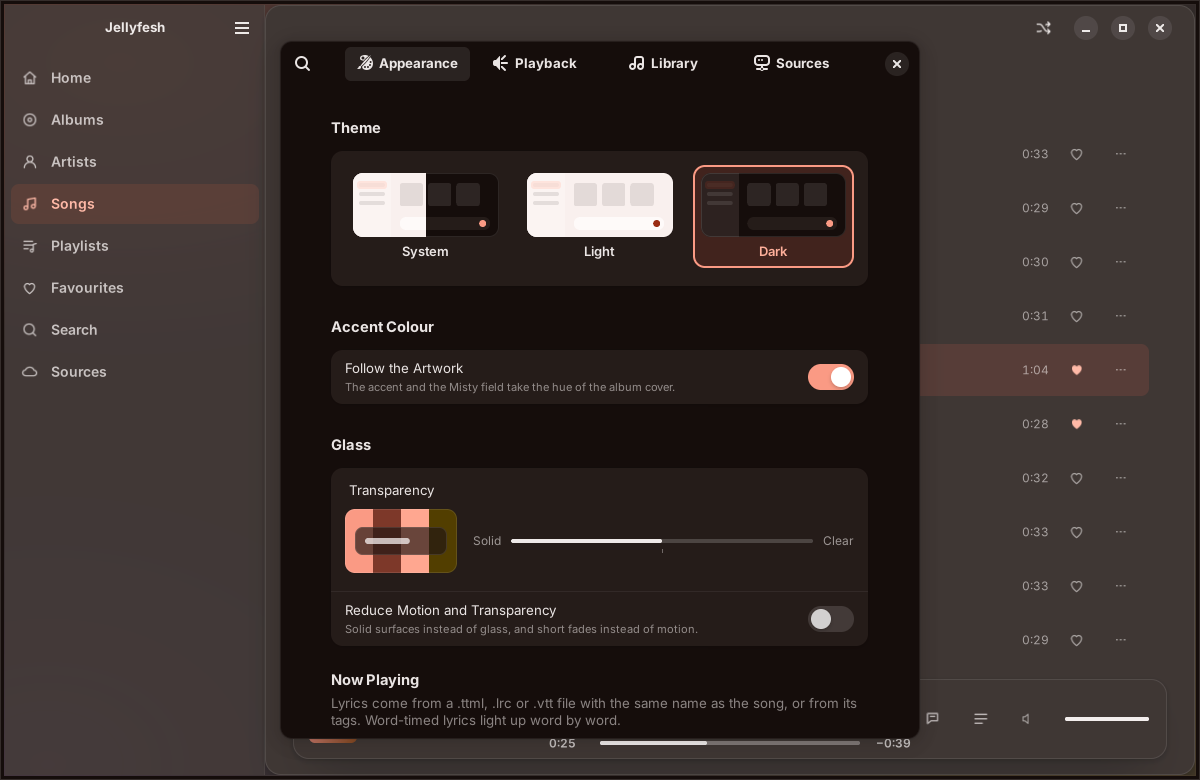 Jellyfesh
Home
Albums
Artists
Songs
Playlists
Favourites
Search
Sources
Appearance
Playback
Library
Sources
Theme
System
Light
Dark
Accent Colour
Follow the Artwork
The accent and the Misty field take the hue of the album cover.
Glass
Transparency
Solid
Clear
Reduce Motion and Transparency
Solid surfaces instead of glass, and short fades instead of motion.
Now Playing
Lyrics come from a .ttml, .lrc or .vtt file with the same name as the song, or from its
tags. Word-timed lyrics light up word by word.
0:33
0:29
0:30
0:31
1:04
0:28
0:32
0:33
0:33
0:29
0:25
−0:39